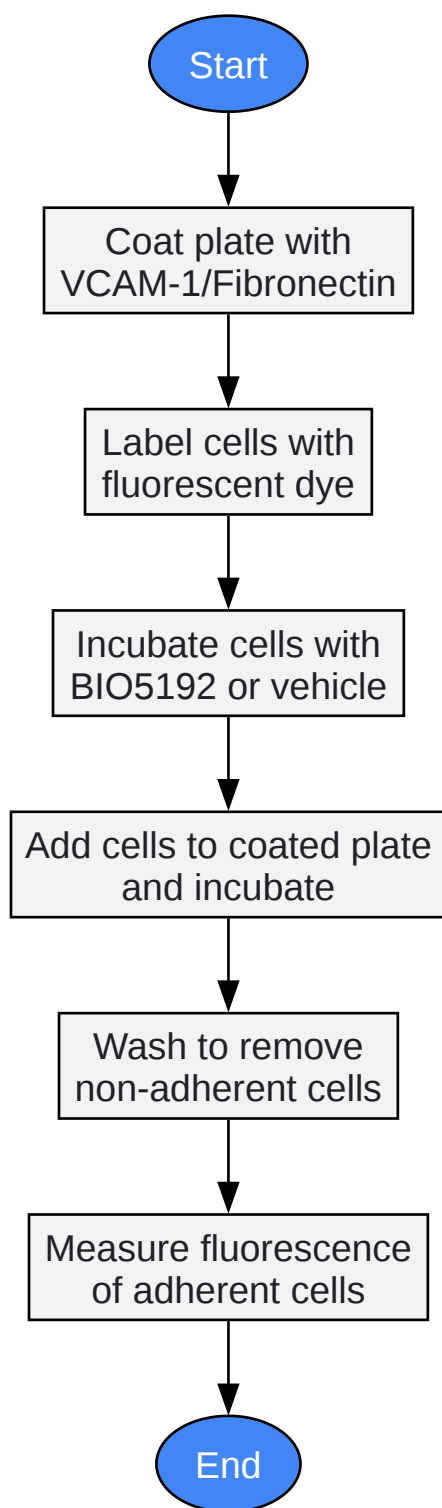 Start
Coat plate with
VCAM-1/Fibronectin
Label cells with
fluorescent dye
Incubate cells with
BIO5192 or vehicle
Add cells to coated plate
and incubate
Wash to remove
non-adherent cells
Measure fluorescence
of adherent cells
End